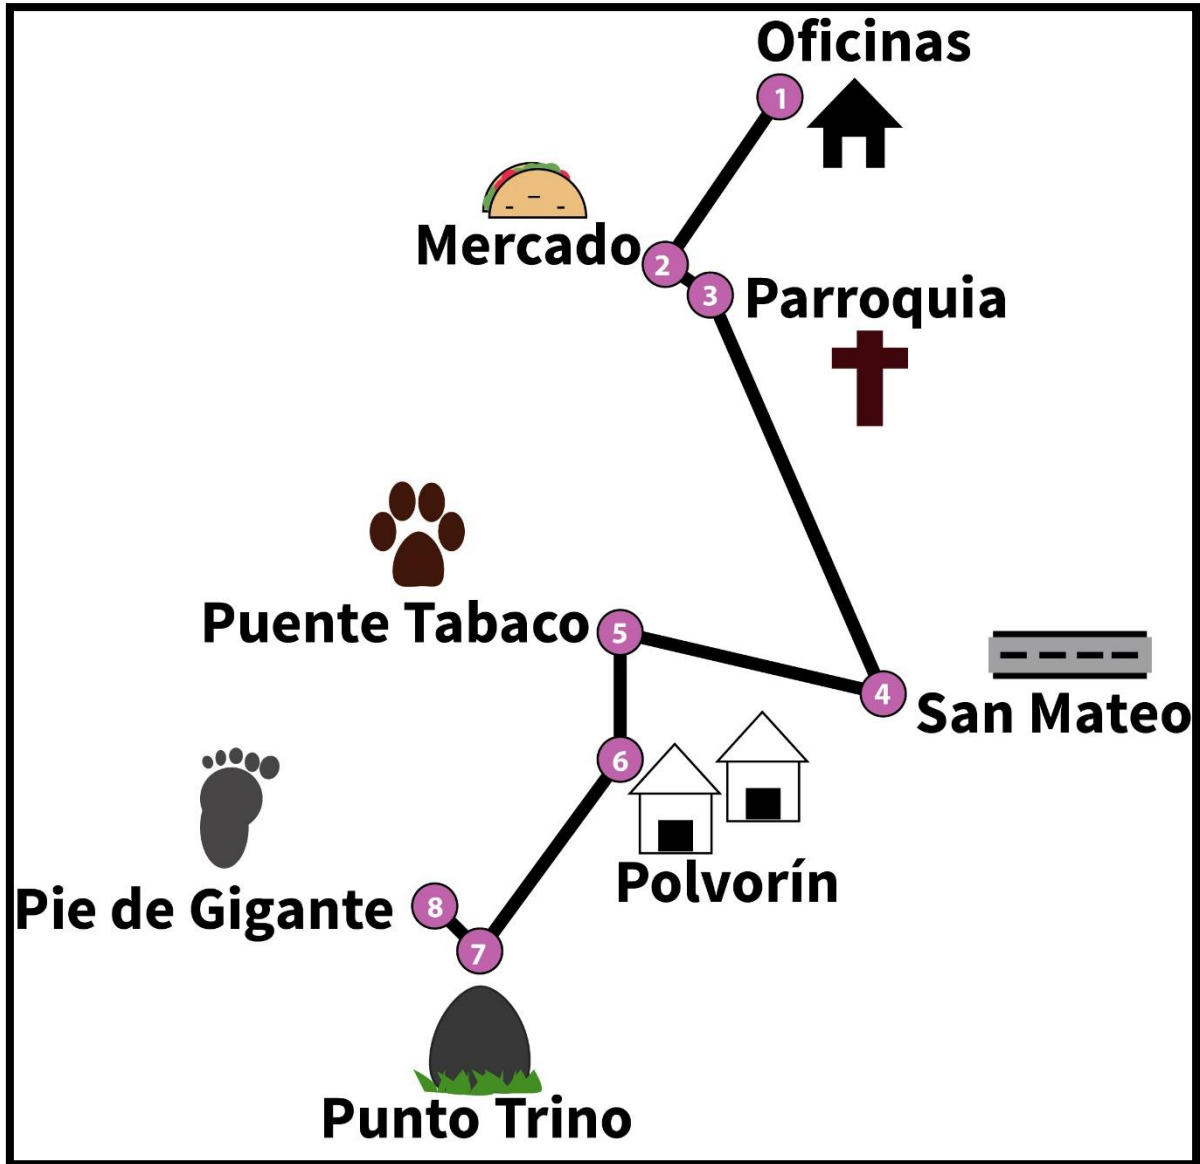 Oficinas
1
Mercado
2
3
Parroquia
Puente Tabaco
5
4
San Mateo
6
Polvorín
Pie de Gigante
8
7
Punto Trino